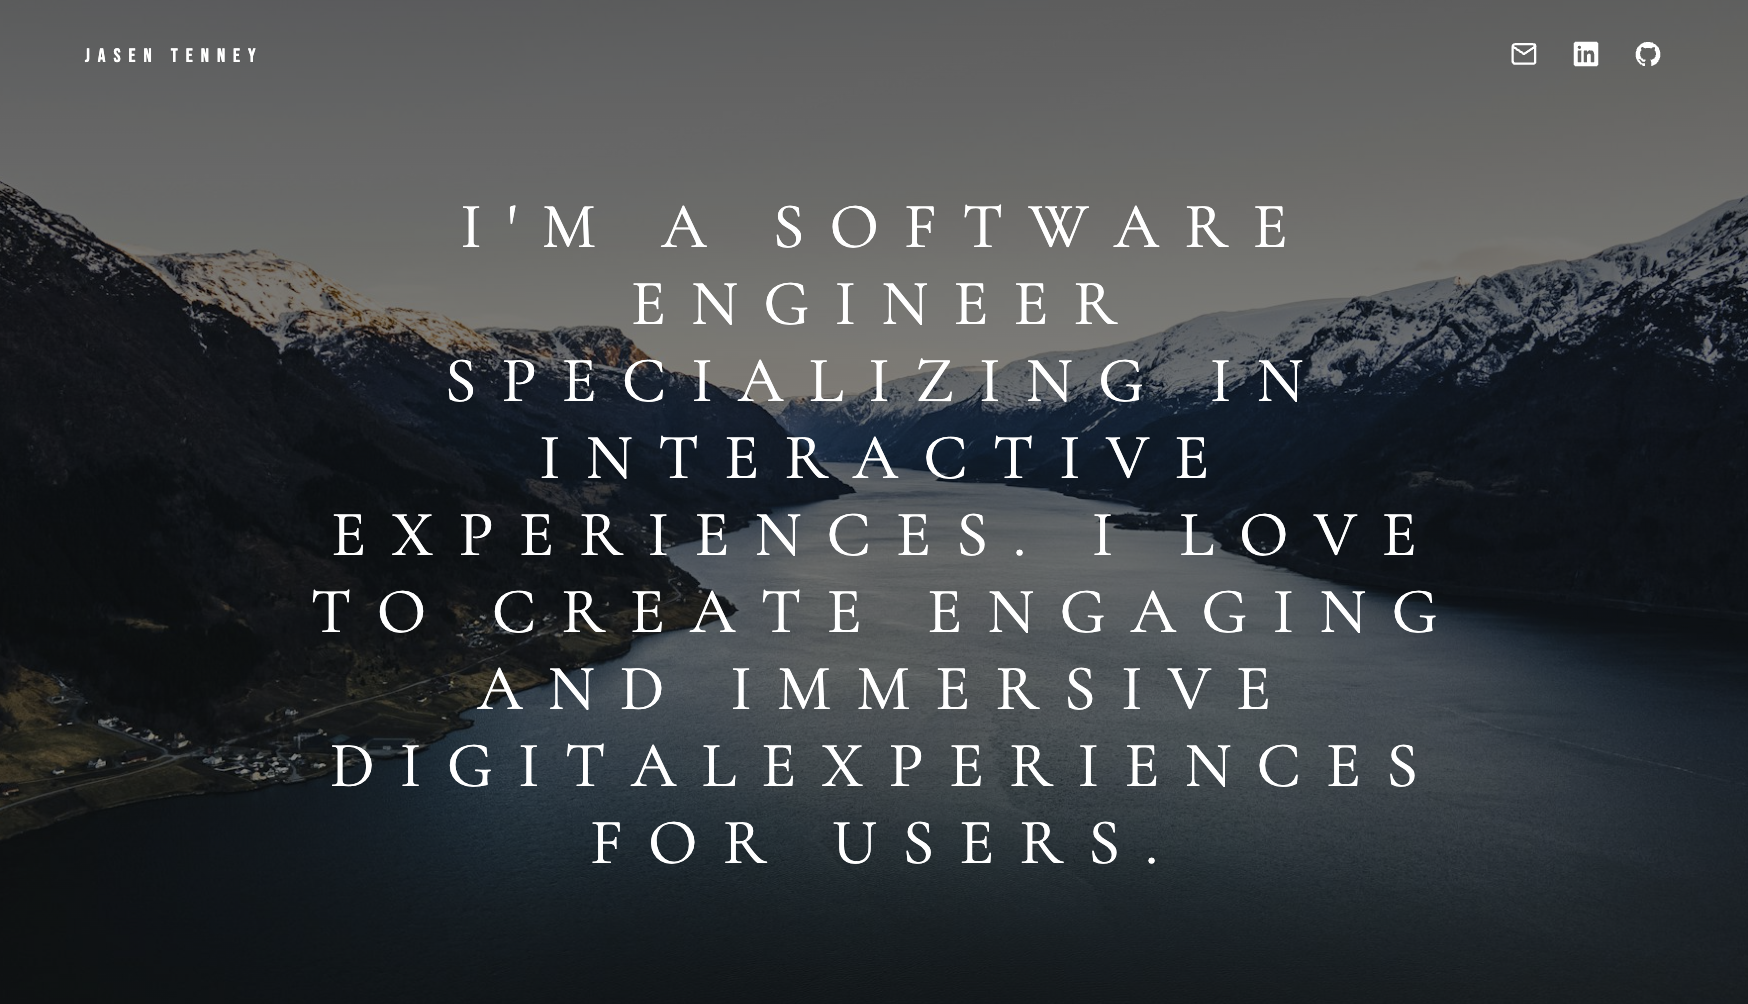 JASEN TENNEY
I'M A SOFTWARE
ENGINEER
SPECIALIZING IN
INTERACTIVE
EXPERIENCES. I LOVE
TO CREATE ENGAGING
AND IMMERSIVE
DIGITALEXPERIENCES
FOR USERS.